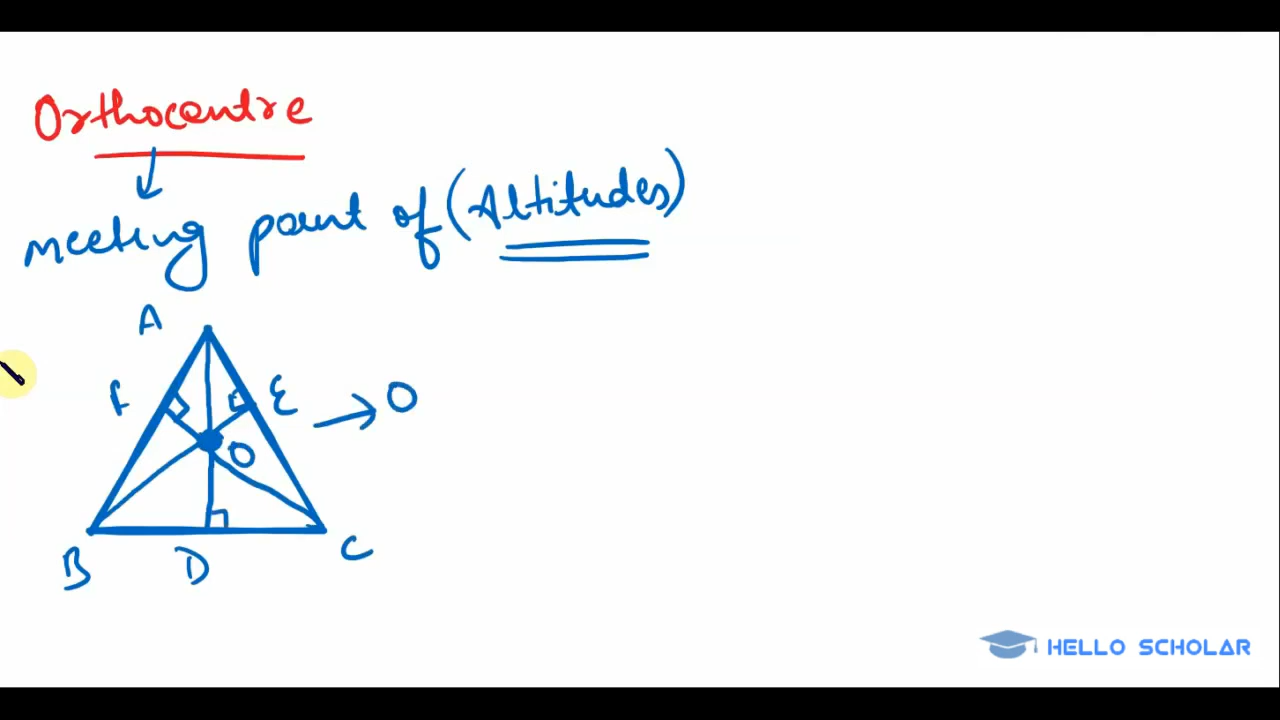 Orthocentre
meeting point of (Altitudes)
A
F E → O
O
B D C
HELLO SCHOLAR